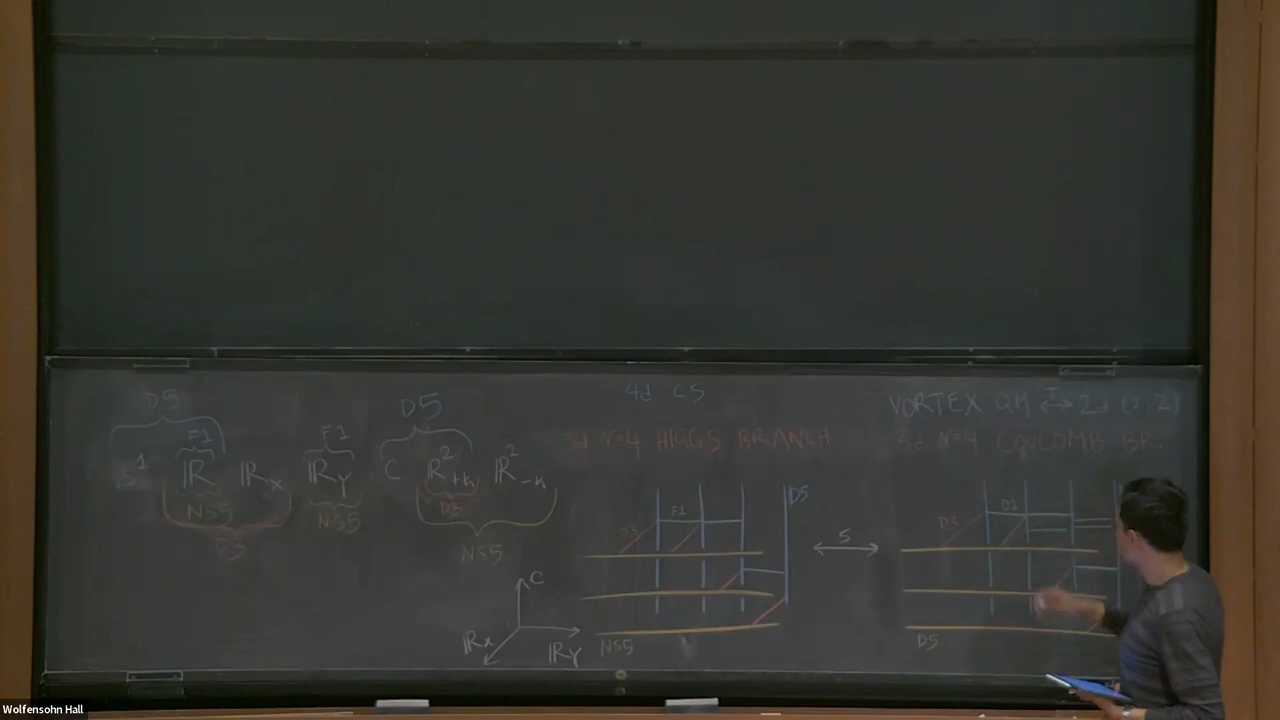 D5
F1
F1
D5
S¹ ℝ ℝ_X ℝ_Y C ℝ²_{+ℏ} ℝ²_{-ℏ}
NS5
NS5
D3
D3
NS5
4d CS
3d N=4 HIGGS BRANCH
D5
F1
D3
NS5
C
ℝ_X
ℝ_Y
S
VORTEX QM ↔ 2d (2,2)
T
3d N=4 COULOMB BR.
D3
D1
D5
Wolfensohn Hall